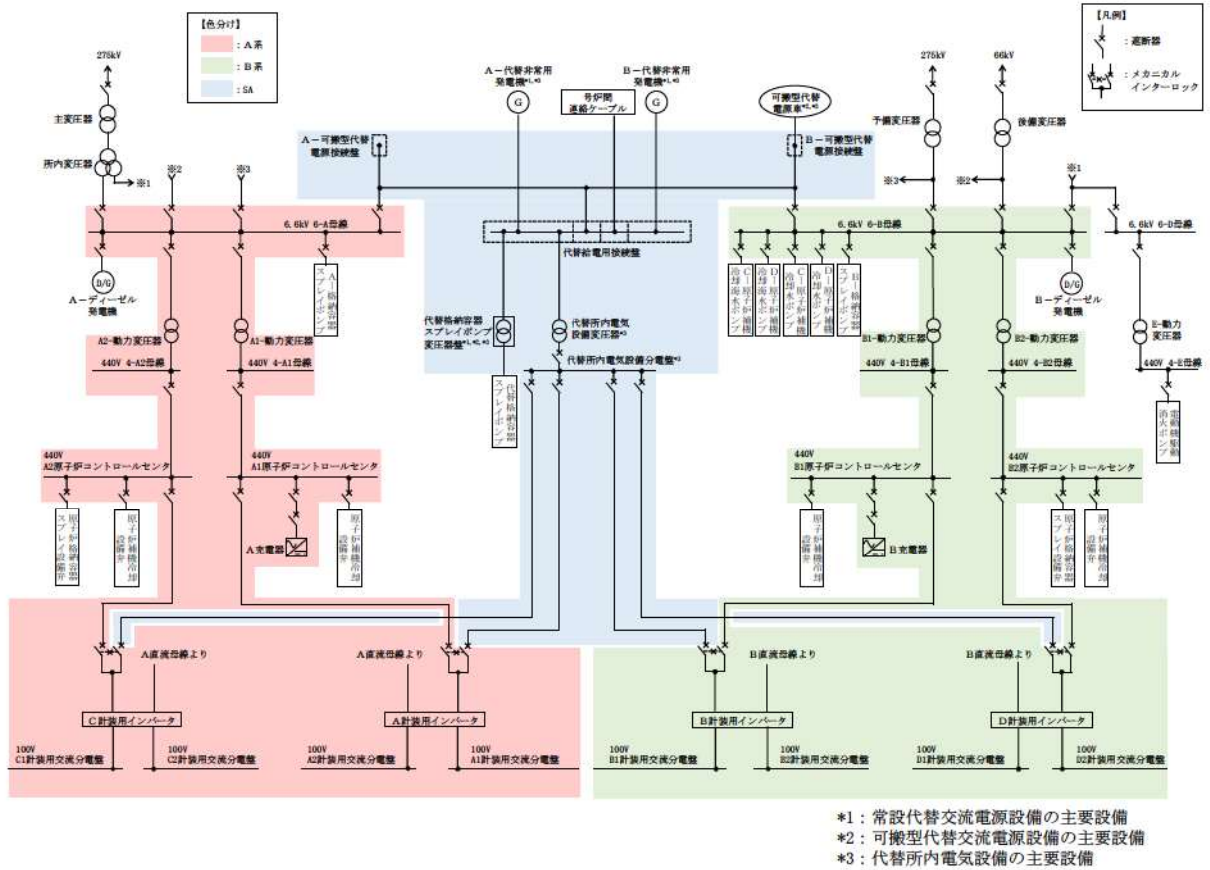 【色分け】
：A系
：B系
：SA
【凡例】
：遮断器
：メカニカル
インターロック
275kV
主変圧器
所内変圧器
※1
※2
※3
A－代替非常用
発電機*1,*3
号炉間
連絡ケーブル
B－代替非常用
発電機*1,*3
可搬型代替
電源車*2,*3
275kV
66kV
予備変圧器
後備変圧器
※3
※2
※1
A－可搬型代替
電源接続盤
B－可搬型代替
電源接続盤
6.6kV 6-A母線
代替給電用接続盤
6.6kV 6-B母線
6.6kV 6-D母線
D/G
A－ディーゼル
発電機
A－格納容器
スプレイポンプ
C－原子炉補機
冷却海水ポンプ
D－原子炉補機
冷却海水ポンプ
C－原子炉補機
冷却水ポンプ
D－原子炉補機
冷却水ポンプ
B－格納容器
スプレイポンプ
D/G
B－ディーゼル
発電機
A2-動力変圧器
A1-動力変圧器
代替格納容器
スプレイポンプ
変圧器盤*1,*2,*3
代替所内電気
設備変圧器*3
B1-動力変圧器
B2-動力変圧器
E-動力
変圧器
440V 4-A2母線
440V 4-A1母線
代替所内電気設備分電盤*3
440V 4-B1母線
440V 4-B2母線
440V 4-E母線
代替格納容器
スプレイポンプ
電動機駆動
消火ポンプ
440V
A2原子炉コントロールセンタ
440V
A1原子炉コントロールセンタ
440V
B1原子炉コントロールセンタ
440V
B2原子炉コントロールセンタ
原子炉格納容器
スプレイ設備弁
原子炉補機冷却
設備弁
A充電器
原子炉補機冷却
設備弁
原子炉補機冷却
設備弁
B充電器
原子炉格納容器
スプレイ設備弁
原子炉補機冷却
設備弁
A直流母線より
A直流母線より
B直流母線より
B直流母線より
C計装用インバータ
A計装用インバータ
B計装用インバータ
D計装用インバータ
100V
C1計装用交流分電盤
100V
C2計装用交流分電盤
100V
A2計装用交流分電盤
100V
A1計装用交流分電盤
100V
B1計装用交流分電盤
100V
B2計装用交流分電盤
100V
D1計装用交流分電盤
100V
D2計装用交流分電盤
*1：常設代替交流電源設備の主要設備
*2：可搬型代替交流電源設備の主要設備
*3：代替所内電気設備の主要設備